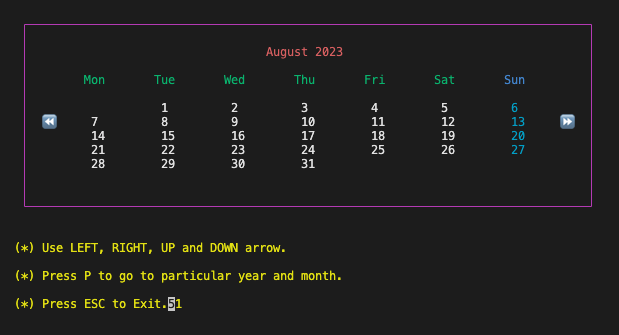 August 2023
Mon Tue Wed Thu Fri Sat Sun
1 2 3 4 5 6
7 8 9 10 11 12 13
14 15 16 17 18 19 20
21 22 23 24 25 26 27
28 29 30 31
(*) Use LEFT, RIGHT, UP and DOWN arrow.
(*) Press P to go to particular year and month.
(*) Press ESC to Exit.51